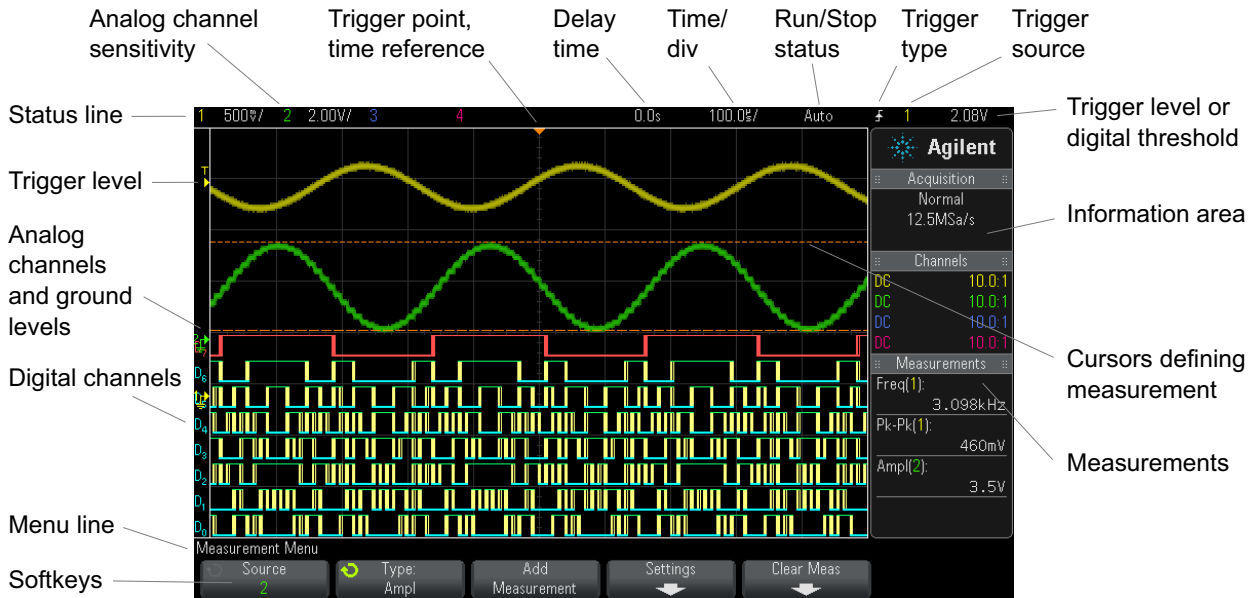 Analog channel
sensitivity
Trigger point,
time reference
Delay
time
Time/
div
Run/Stop
status
Trigger
type
Trigger
source
Status line
1 500mV/ 2 2.00V/ 3 4 0.0s 100.0µs/ Auto 1 2.08V
Trigger level or
digital threshold
Agilent
T
Trigger level
Acquisition
Normal
12.5MSa/s
Information area
Analog
channels
and ground
levels
Channels
DC 10.0:1
DC 10.0:1
DC 10.0:1
DC 10.0:1
Measurements
Freq(1):
3.098kHz
Pk-Pk(1):
460mV
Ampl(2):
3.5V
Cursors defining
measurement
Measurements
Digital channels
D6
D4
D3
D2
D1
D0
Menu line
Measurement Menu
Softkeys
Source
2
Type:
Ampl
Add
Measurement
Settings
Clear Meas